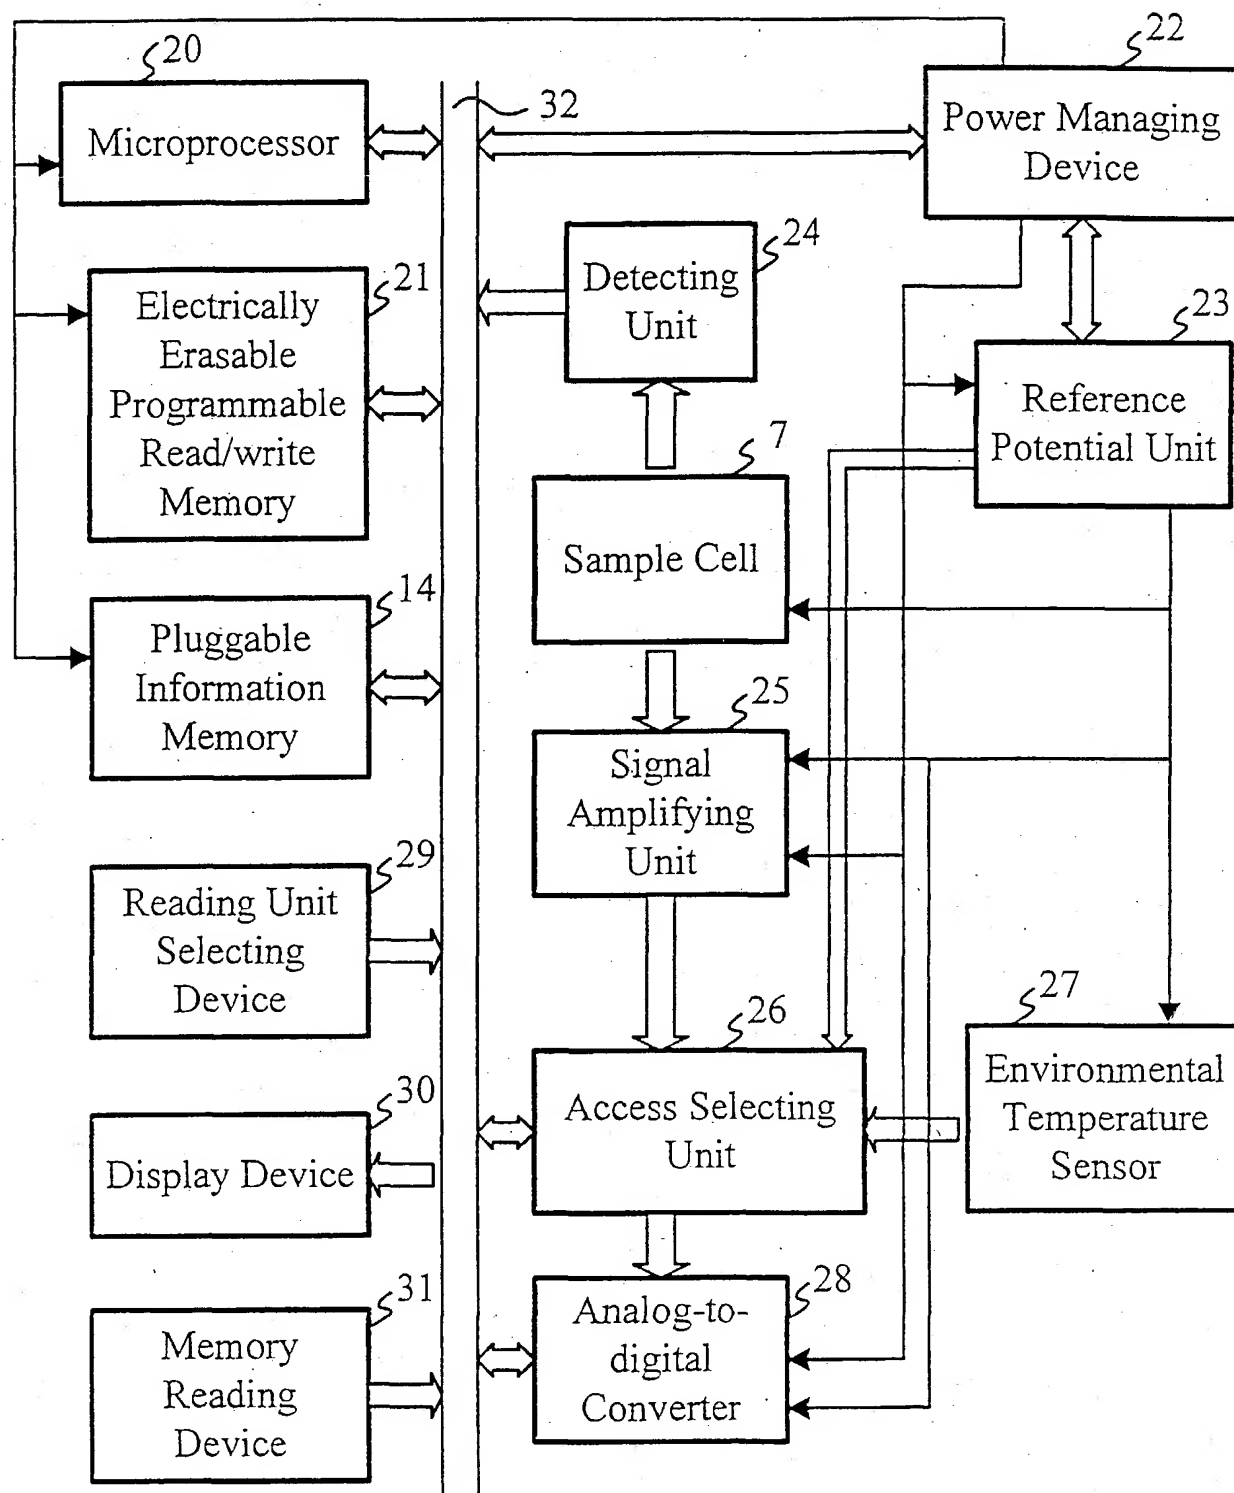 20
Microprocessor
32
22
Power Managing
Device
21
Electrically
Erasable
Programmable
Read/write
Memory
24
Detecting
Unit
23
Reference
Potential Unit
7
Sample Cell
14
Pluggable
Information
Memory
25
Signal
Amplifying
Unit
29
Reading Unit
Selecting
Device
26
Access Selecting
Unit
27
Environmental
Temperature
Sensor
30
Display Device
28
Analog-to-
digital
Converter
31
Memory
Reading
Device